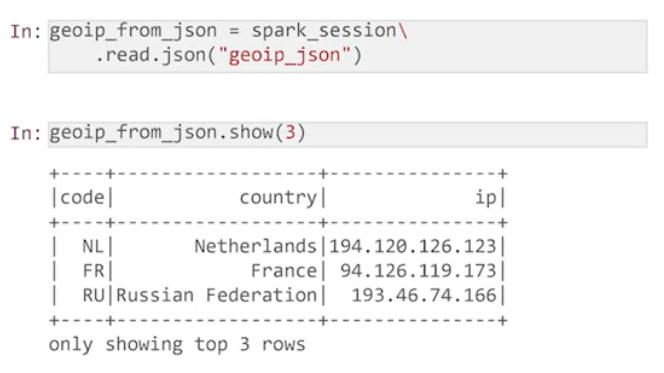 In: geoip_from_json = spark_session\
.read.json("geoip_json")
In: geoip_from_json.show(3)
+----+------------------+---------------+
|code|           country|             ip|
+----+------------------+---------------+
|  NL|       Netherlands|194.120.126.123|
|  FR|            France| 94.126.119.173|
|  RU|Russian Federation|  193.46.74.166|
+----+------------------+---------------+
only showing top 3 rows